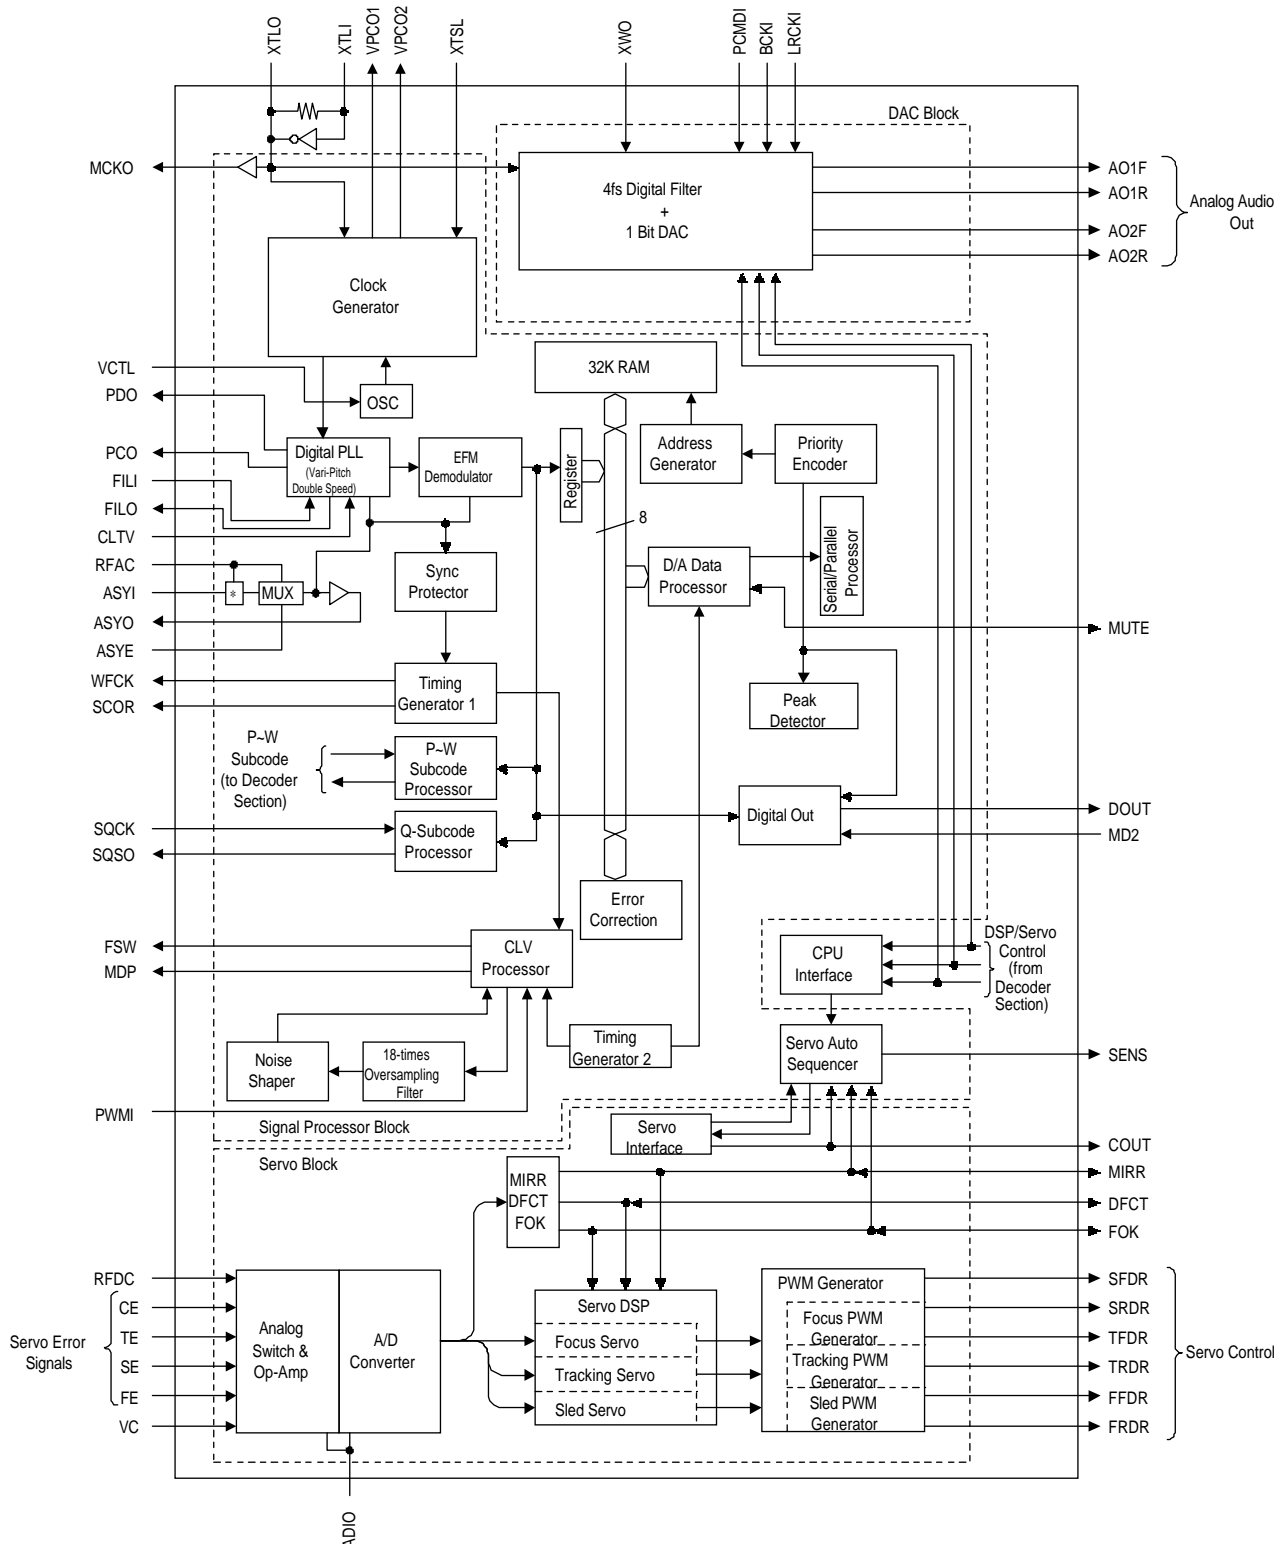 XTLO
XTLI
VPCO1
VPCO2
XTSL
XWO
PCMDI
BCKI
LRCKI
DAC Block
MCKO
4fs Digital Filter
+
1 Bit DAC
AO1F
AO1R
AO2F
AO2R
Analog Audio
Out
Clock
Generator
VCTL
PDO
OSC
32K RAM
PCO
FILI
FILO
CLTV
Digital PLL
(Vari-Pitch
Double Speed)
EFM
Demodulator
Register
Address
Generator
Priority
Encoder
8
RFAC
ASYI
ASYO
ASYE
*
MUX
Sync
Protector
D/A Data
Processor
Serial/Parallel
Processor
MUTE
WFCK
SCOR
Timing
Generator 1
Peak
Detector
P~W
Subcode
(to Decoder
Section)
P~W
Subcode
Processor
Digital Out
DOUT
MD2
SQCK
SQSO
Q-Subcode
Processor
Error
Correction
FSW
MDP
CLV
Processor
CPU
Interface
DSP/Servo
Control
(from
Decoder
Section)
Noise
Shaper
18-times
Oversampling
Filter
Timing
Generator 2
Servo Auto
Sequencer
SENS
PWMI
Signal Processor Block
Servo
Interface
COUT
Servo Block
MIRR
DFCT
FOK
MIRR
DFCT
FOK
RFDC
CE
TE
SE
FE
VC
Servo Error
Signals
Analog
Switch &
Op-Amp
A/D
Converter
Servo DSP
Focus Servo
Tracking Servo
Sled Servo
PWM Generator
Focus PWM
Generator
Tracking PWM
Generator
Sled PWM
Generator
SFDR
SRDR
TFDR
TRDR
FFDR
FRDR
Servo Control
ADIO